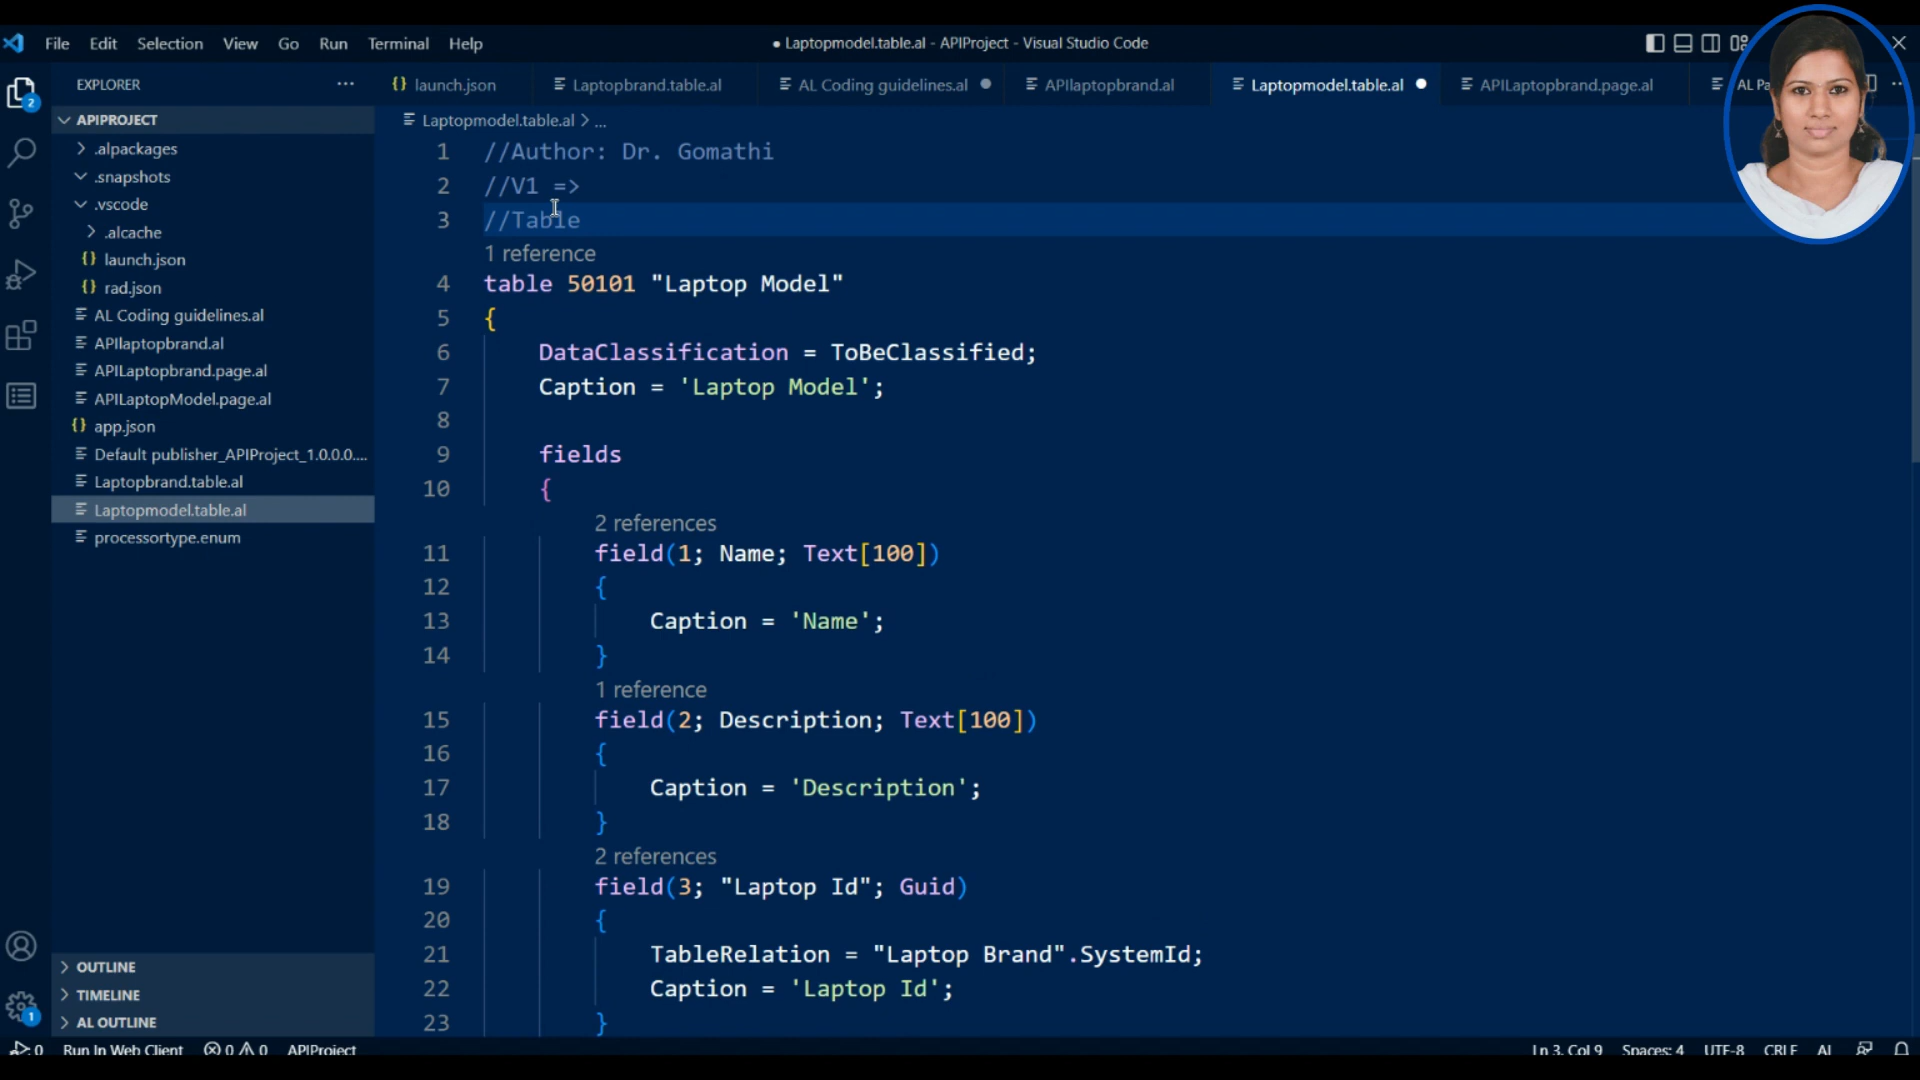 File Edit Selection View Go Run Terminal Help
● Laptopmodel.table.al - APIProject - Visual Studio Code
EXPLORER ...
{} launch.json
Laptopbrand.table.al
AL Coding guidelines.al ●
APIlaptopbrand.al
Laptopmodel.table.al ●
APILaptopbrand.page.al
AL Pa
2
APIPROJECT
.alpackages
.snapshots
.vscode
.alcache
{} launch.json
{} rad.json
AL Coding guidelines.al
APIlaptopbrand.al
APILaptopbrand.page.al
APILaptopModel.page.al
{} app.json
Default publisher_APIProject_1.0.0.0....
Laptopbrand.table.al
Laptopmodel.table.al
processortype.enum
OUTLINE
TIMELINE
AL OUTLINE
1
Laptopmodel.table.al > ...
1 //Author: Dr. Gomathi
2 //V1 =>
3 //Table
1 reference
4 table 50101 "Laptop Model"
5 {
6 DataClassification = ToBeClassified;
7 Caption = 'Laptop Model';
8
9 fields
10 {
2 references
11 field(1; Name; Text[100])
12 {
13 Caption = 'Name';
14 }
1 reference
15 field(2; Description; Text[100])
16 {
17 Caption = 'Description';
18 }
2 references
19 field(3; "Laptop Id"; Guid)
20 {
21 TableRelation = "Laptop Brand".SystemId;
22 Caption = 'Laptop Id';
23 }
0 Run In Web Client 0 0 APIProject
Ln 3, Col 9 Spaces: 4 UTF-8 CRLF AL